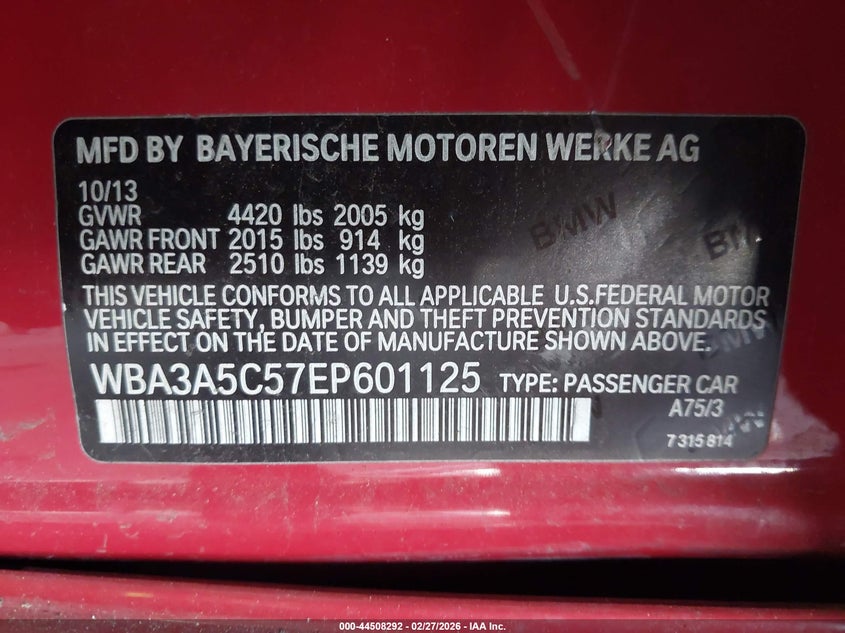 MFD BY BAYERISCHE MOTOREN WERKE AG
10/13
GVWR 4420 lbs 2005 kg
GAWR FRONT 2015 lbs 914 kg
GAWR REAR 2510 lbs 1139 kg
THIS VEHICLE CONFORMS TO ALL APPLICABLE U.S.FEDERAL MOTOR
VEHICLE SAFETY, BUMPER AND THEFT PREVENTION STANDARDS
IN EFFECT ON THE DATE OF MANUFACTURE SHOWN ABOVE.
WBA3A5C57EP601125 TYPE: PASSENGER CAR
A75/3
7 315 814
BMW
000-44508292 - 02/27/2026 - IAA Inc.